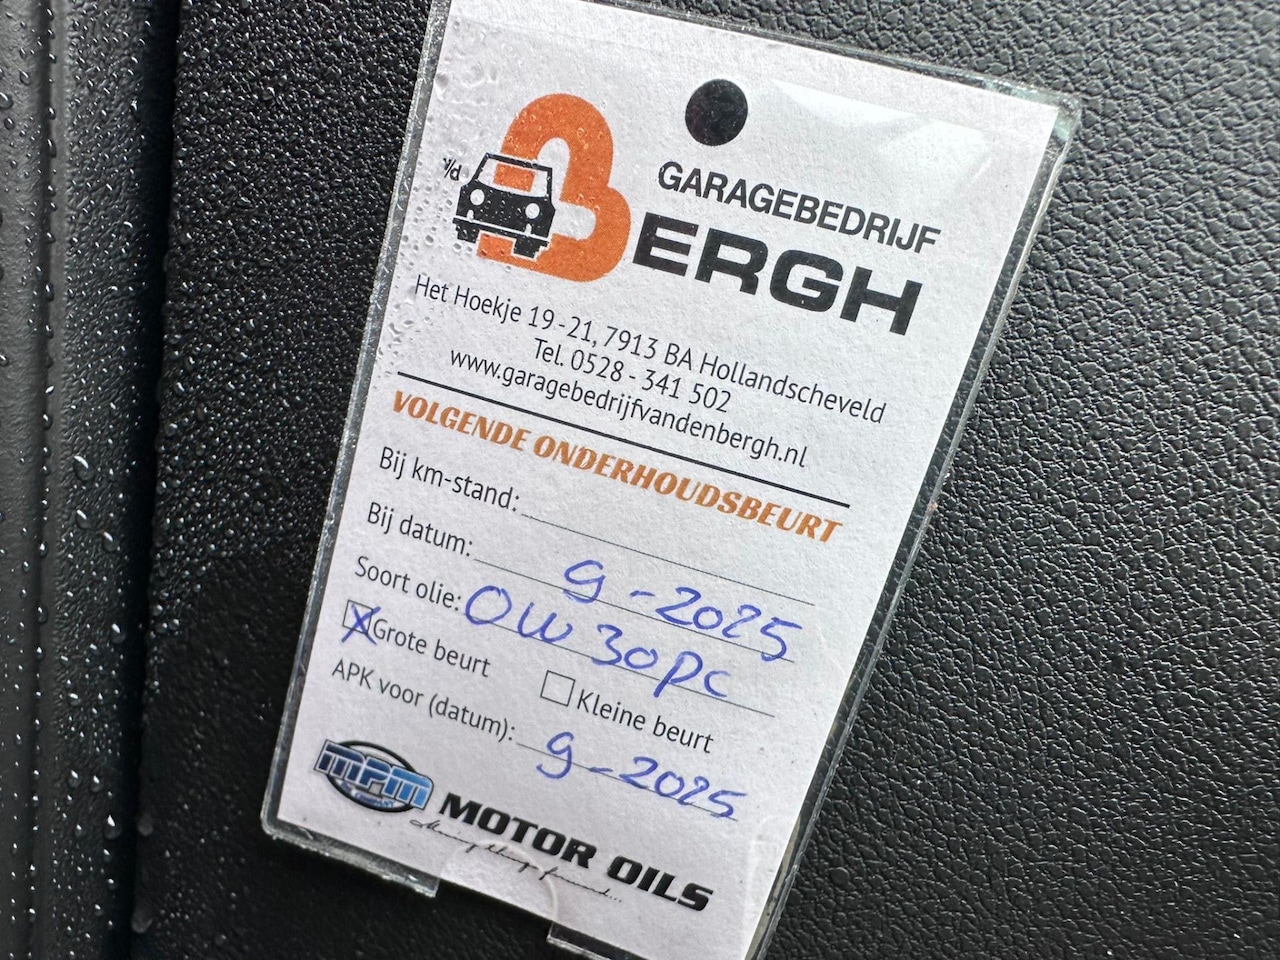 v/d
GARAGEBEDRIJF
BERGH
Het Hoekje 19-21, 7913 BA Hollandscheveld
Tel. 0528 - 341 502
www.garagebedrijfvandenbergh.nl
VOLGENDE ONDERHOUDSBEURT
Bij km-stand:
Bij datum: 9-2025
Soort olie: 0W30PC
X Grote beurt Kleine beurt
APK voor (datum): 9-2025
MPM MOTOR OILS